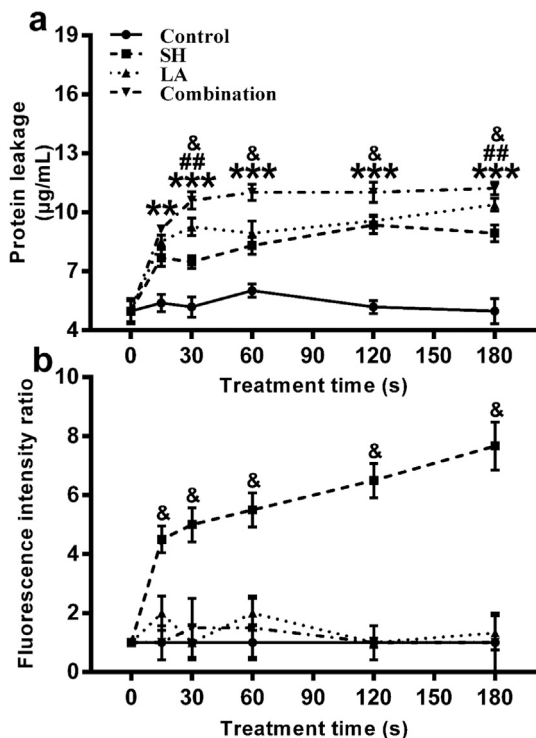 a
Control
SH
LA
Combination
Protein leakage
(µg/mL)
19
16
13
10
7
4
** & ## *** & *** & *** & ## ***
0 30 60 90 120 150 180
Treatment time (s)
b
Fluorescence intensity ratio
10
8
6
4
2
0
& & & & &
0 30 60 90 120 150 180
Treatment time (s)